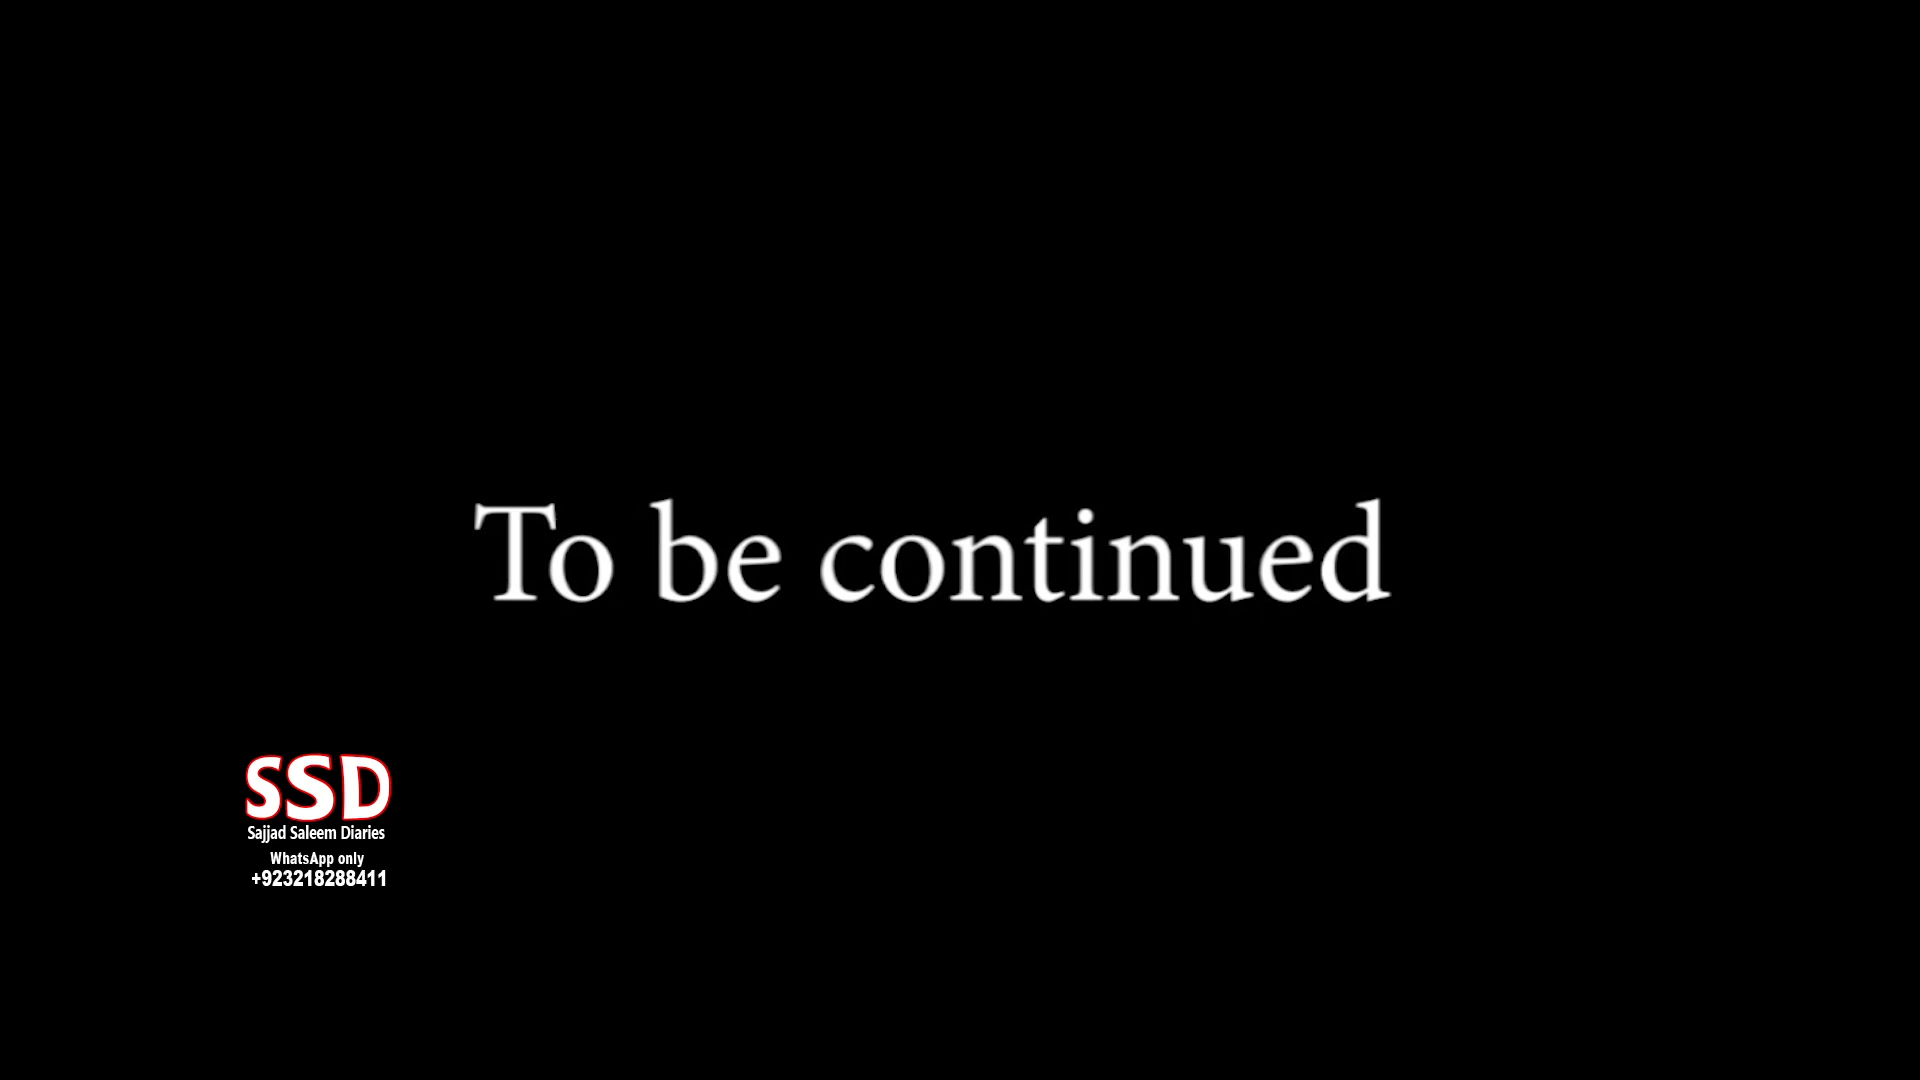 To be continued
SSD
Sajjad Saleem Diaries
WhatsApp only
+923218288411